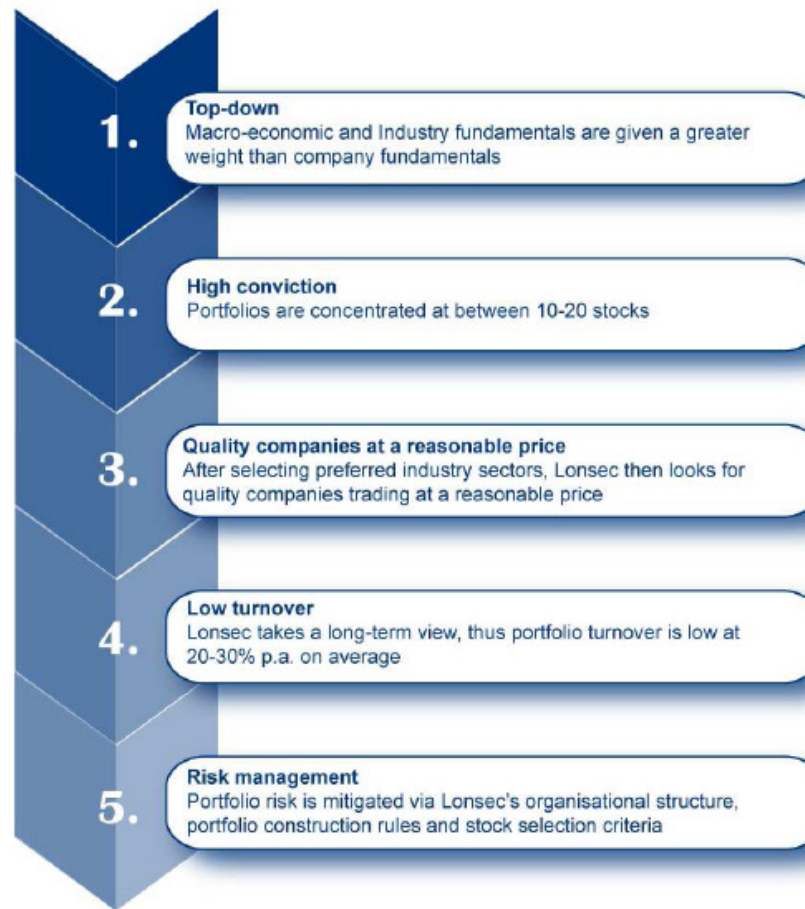 1.
Top-down
Macro-economic and Industry fundamentals are given a greater
weight than company fundamentals
2.
High conviction
Portfolios are concentrated at between 10-20 stocks
3.
Quality companies at a reasonable price
After selecting preferred industry sectors, Lonsec then looks for
quality companies trading at a reasonable price
4.
Low turnover
Lonsec takes a long-term view, thus portfolio turnover is low at
20-30% p.a. on average
5.
Risk management
Portfolio risk is mitigated via Lonsec's organisational structure,
portfolio construction rules and stock selection criteria